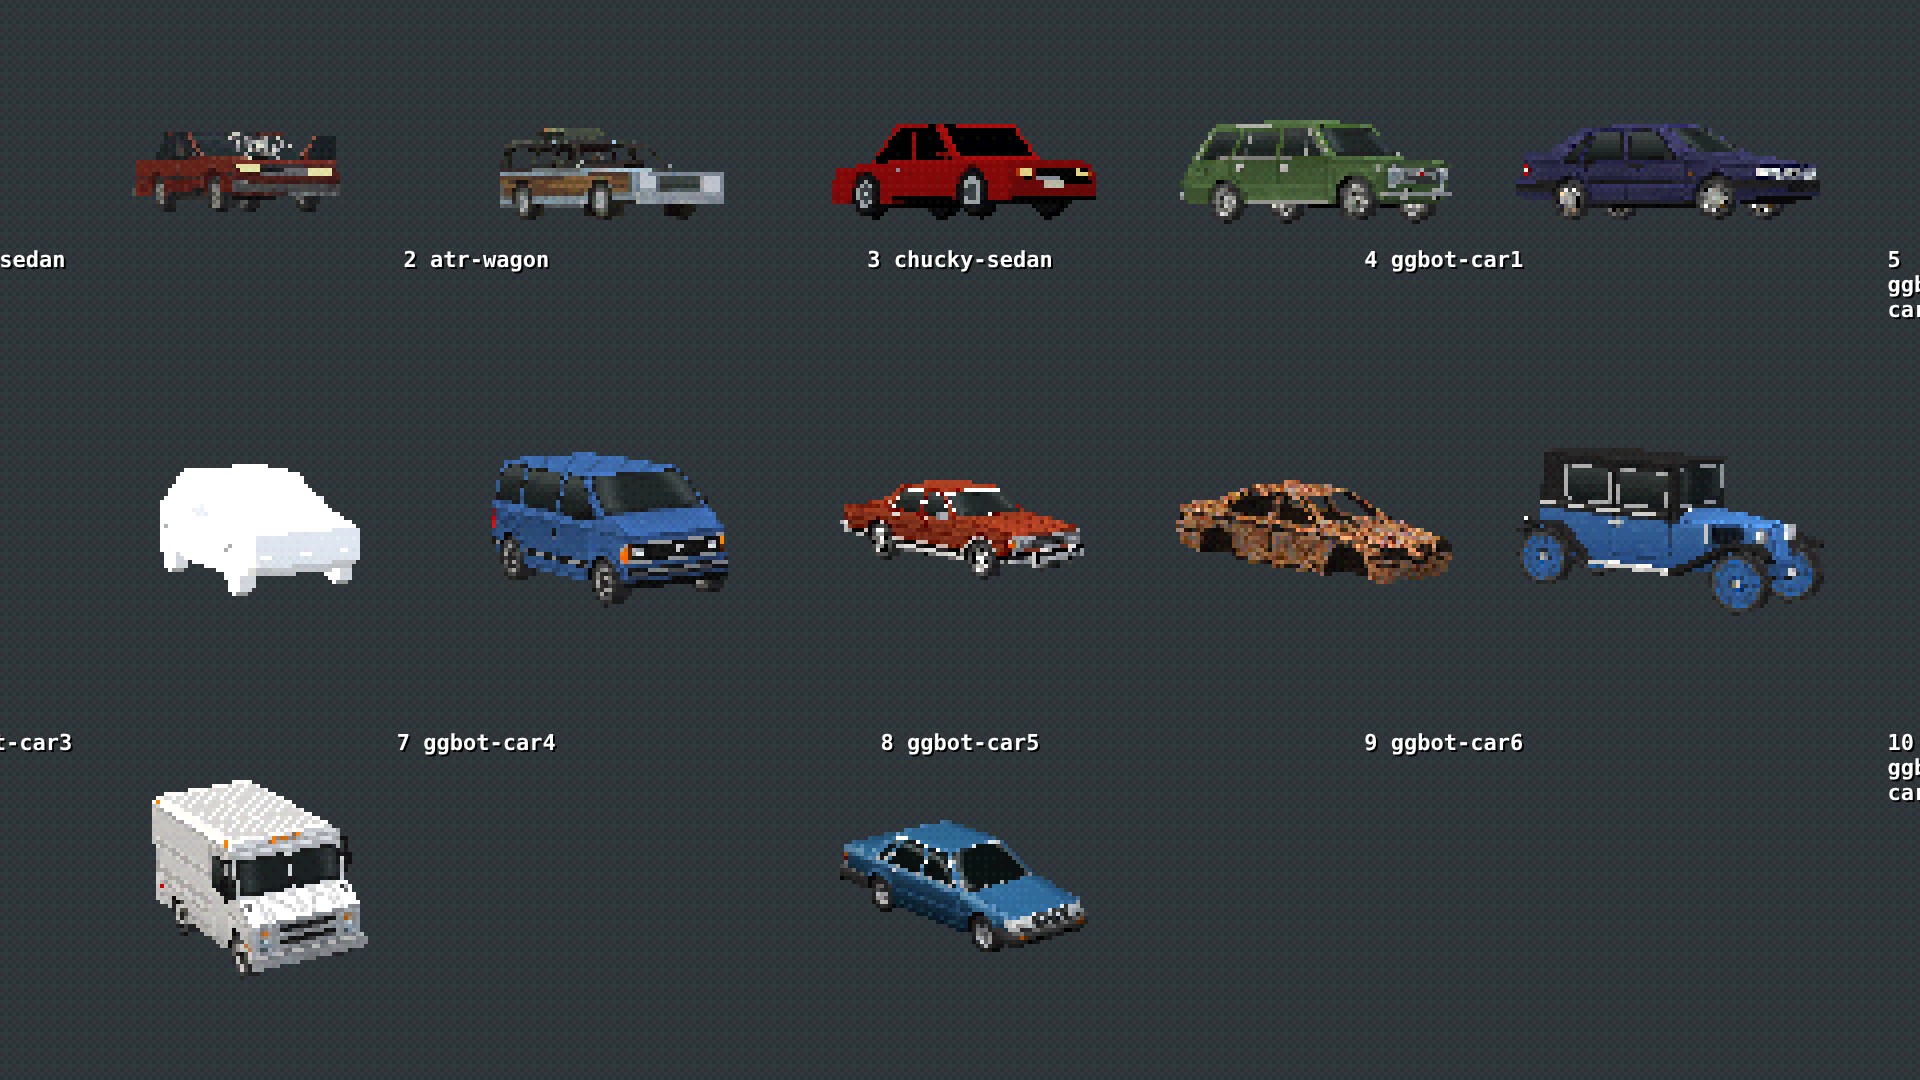 sedan
2 atr-wagon
3 chucky-sedan
4 ggbot-car1
5
ggb
car
t-car3
7 ggbot-car4
8 ggbot-car5
9 ggbot-car6
10
ggb
car